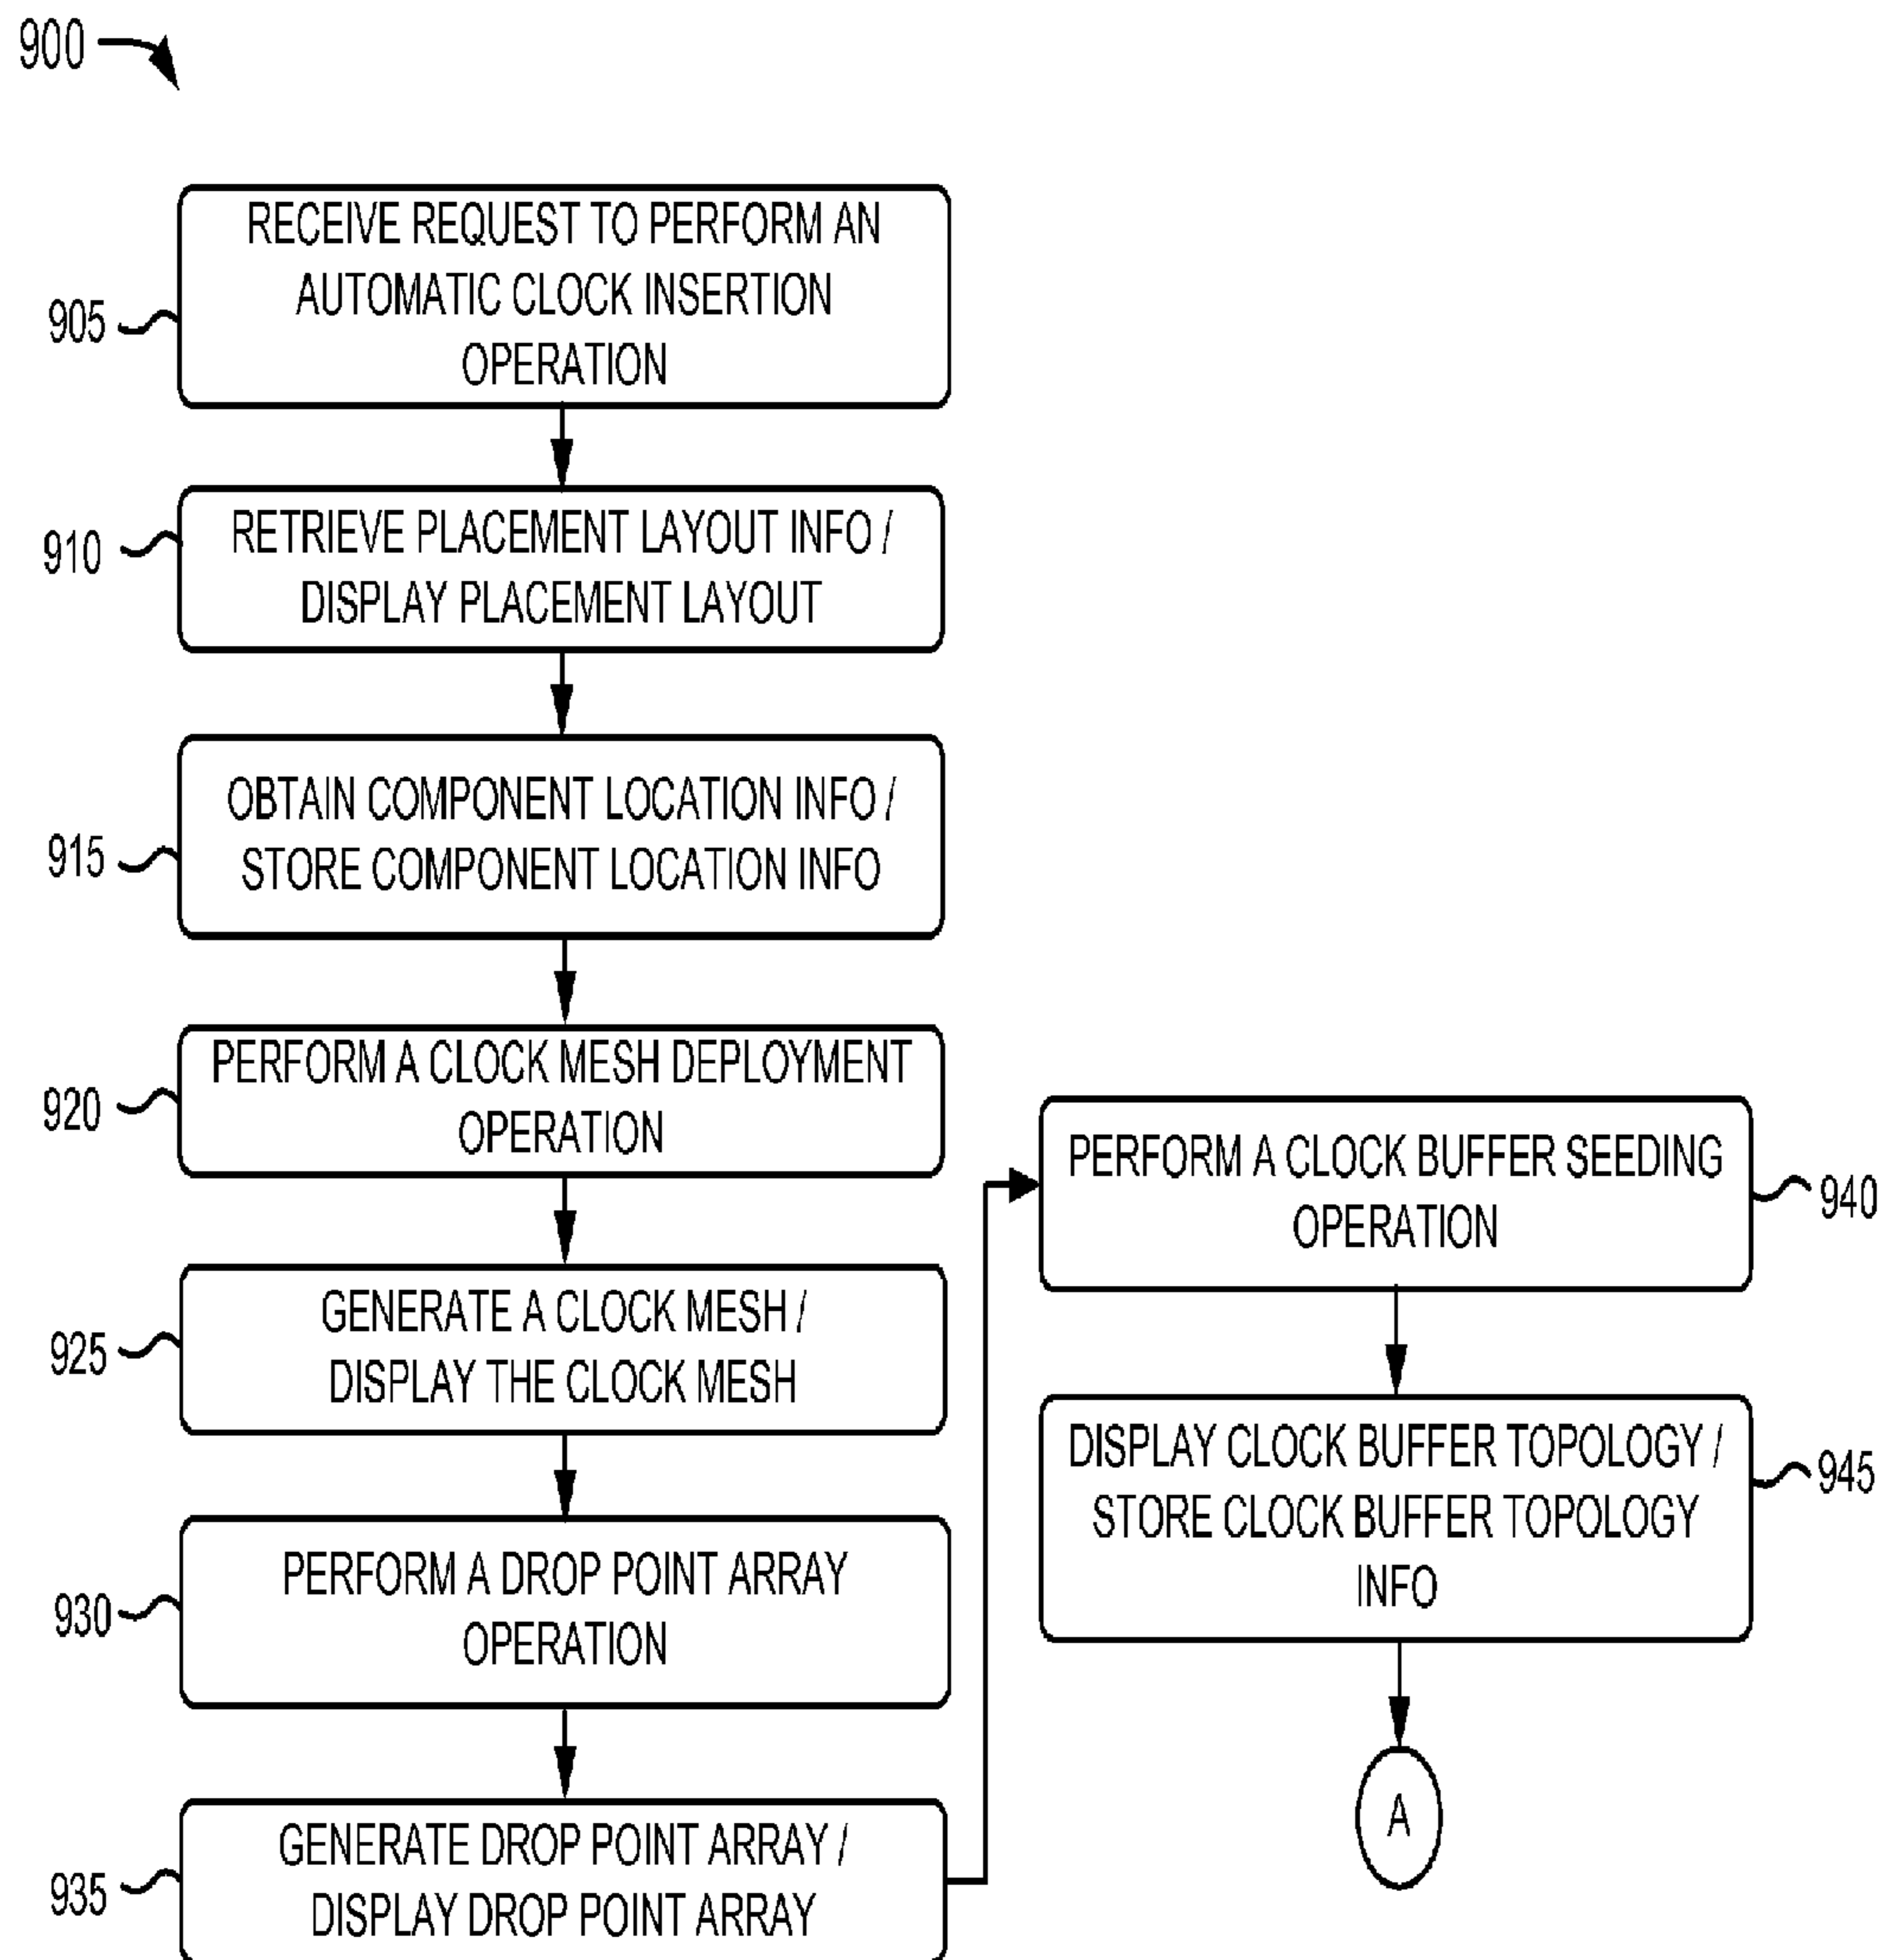 900
905
RECEIVE REQUEST TO PERFORM AN
AUTOMATIC CLOCK INSERTION
OPERATION
910
RETRIEVE PLACEMENT LAYOUT INFO /
DISPLAY PLACEMENT LAYOUT
915
OBTAIN COMPONENT LOCATION INFO /
STORE COMPONENT LOCATION INFO
920
PERFORM A CLOCK MESH DEPLOYMENT
OPERATION
925
GENERATE A CLOCK MESH /
DISPLAY THE CLOCK MESH
930
PERFORM A DROP POINT ARRAY
OPERATION
935
GENERATE DROP POINT ARRAY /
DISPLAY DROP POINT ARRAY
PERFORM A CLOCK BUFFER SEEDING
OPERATION
940
DISPLAY CLOCK BUFFER TOPOLOGY /
STORE CLOCK BUFFER TOPOLOGY
INFO
945
A